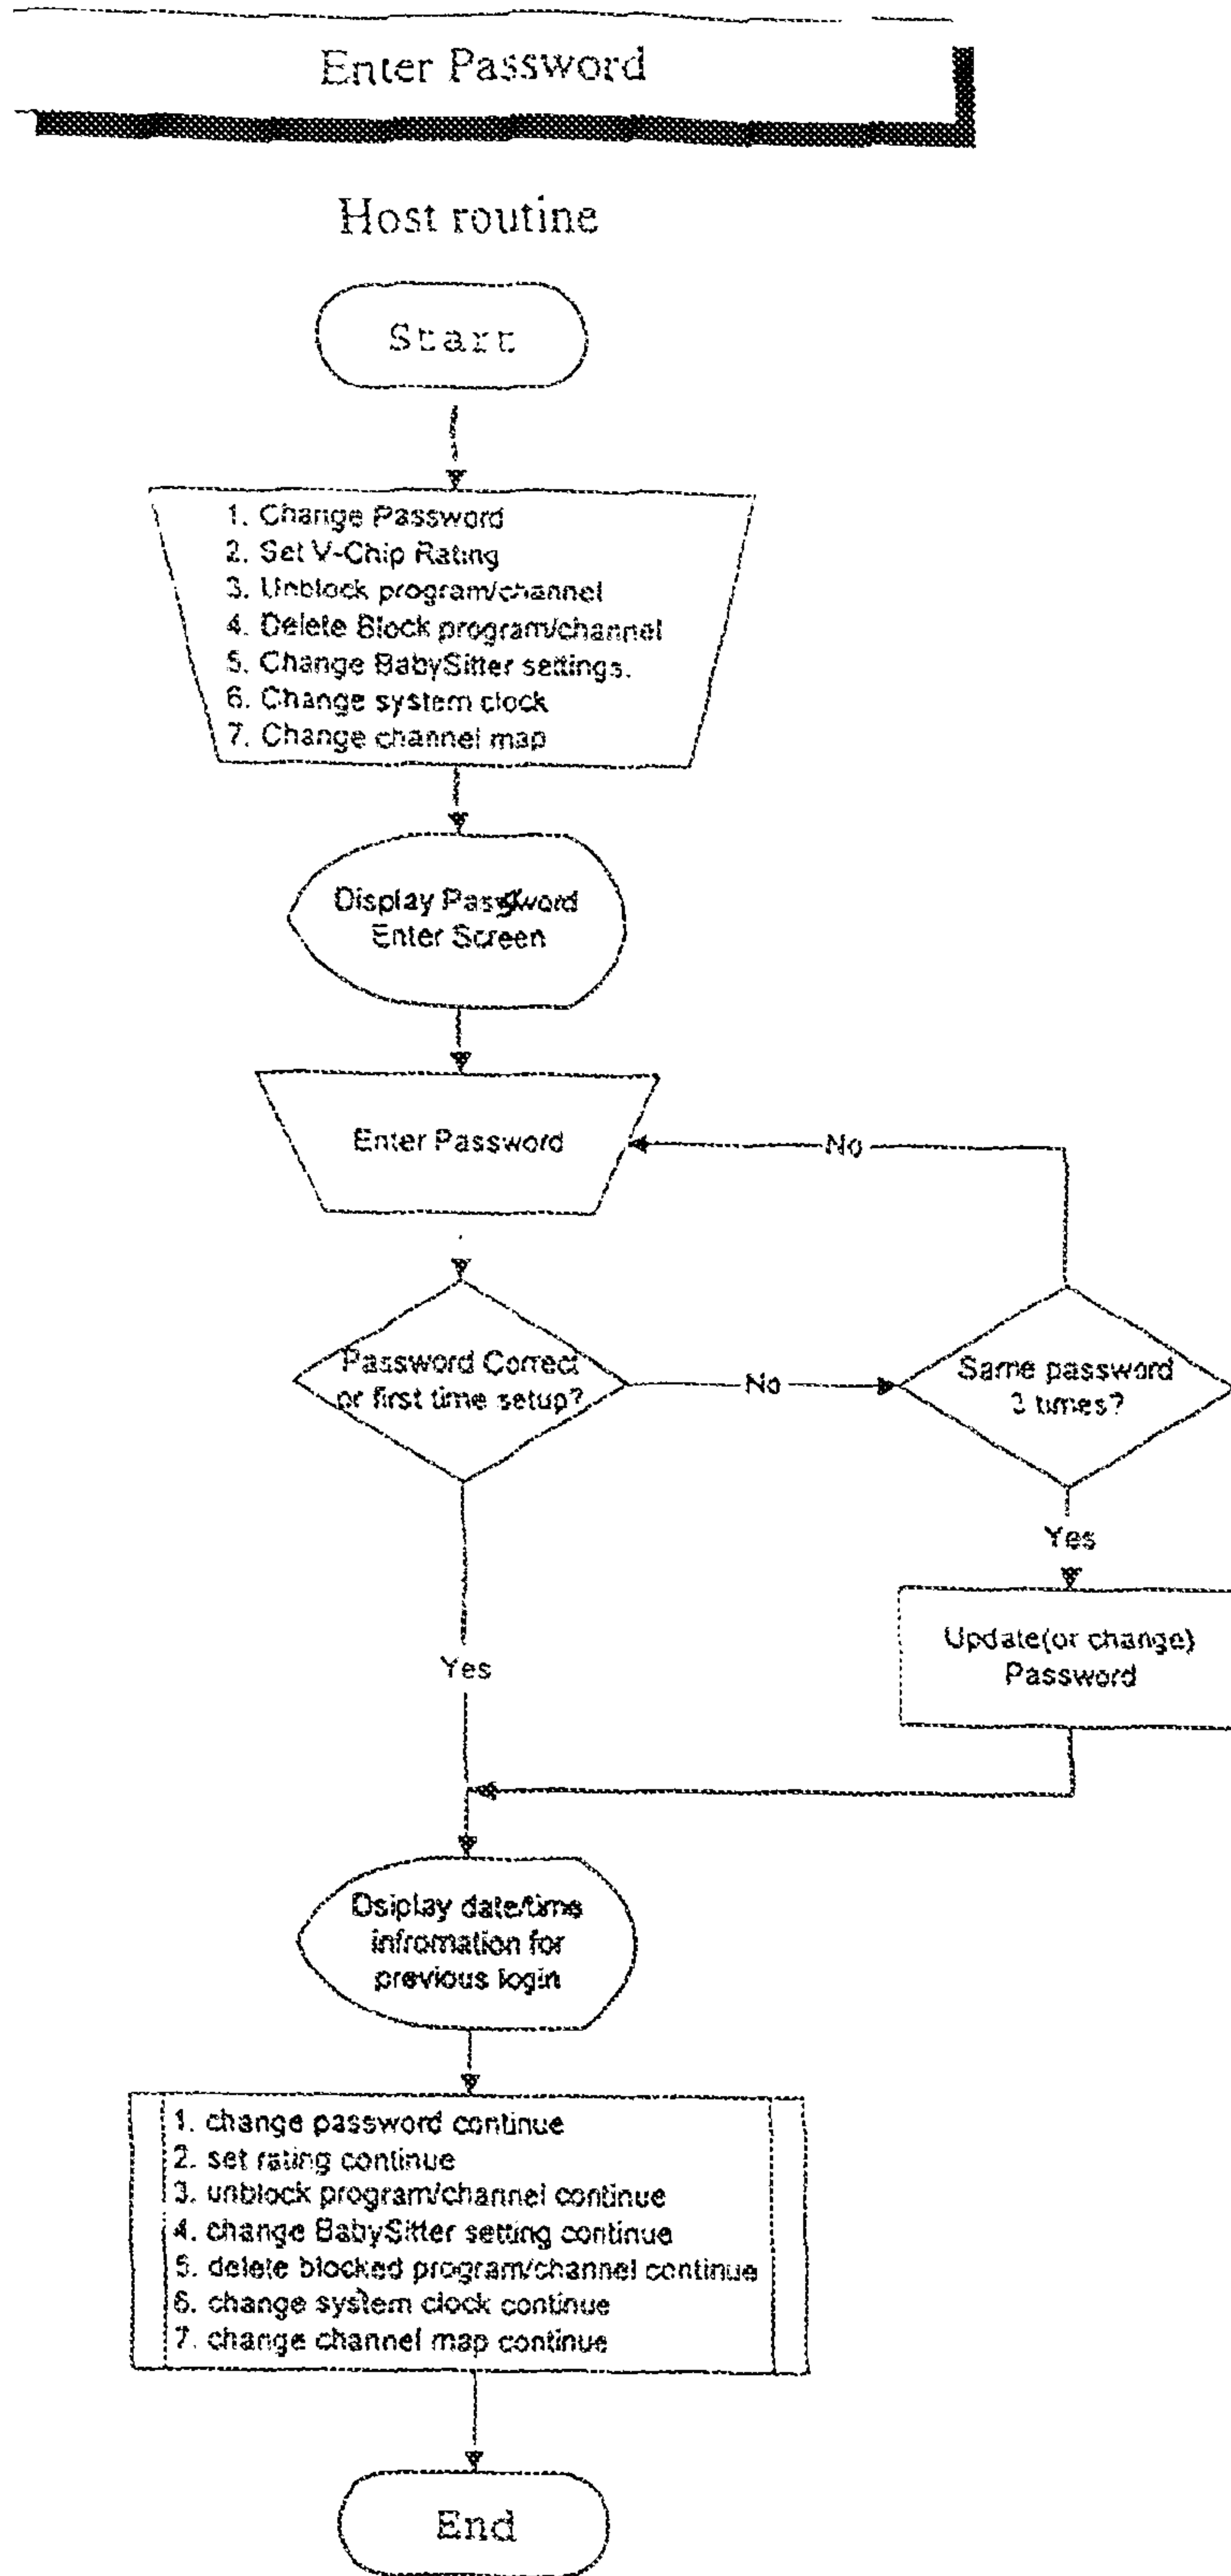 Enter Password
Host routine
Start
1. Change Password
2. Set V-Chip Rating
3. Unblock program/channel
4. Delete Block program/channel
5. Change BabySitter settings.
6. Change system clock
7. Change channel map
Display Password
Enter Screen
Enter Password
No
Password Correct
or first time setup?
No
Same password
3 times?
Yes
Update(or change)
Password
Yes
Dsiplay date/time
infromation for
previous login
1. change password continue
2. set rating continue
3. unblock program/channel continue
4. change BabySitter setting continue
5. delete blocked program/channel continue
6. change system clock continue
7. change channel map continue
End